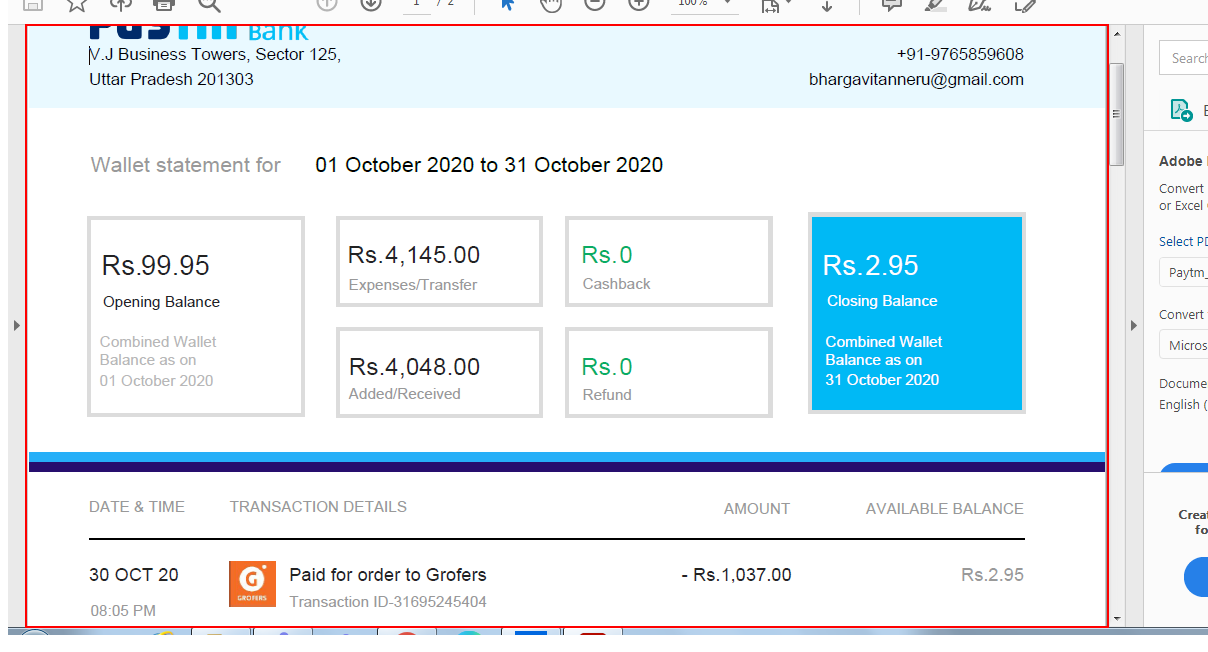 1 / 2
100%
Paytm Bank
V.J Business Towers, Sector 125,
Uttar Pradesh 201303
+91-9765859608
bhargavitanneru@gmail.com
Wallet statement for 01 October 2020 to 31 October 2020
Rs.99.95
Opening Balance
Combined Wallet
Balance as on
01 October 2020
Rs.4,145.00
Expenses/Transfer
Rs.0
Cashback
Rs.4,048.00
Added/Received
Rs.0
Refund
Rs.2.95
Closing Balance
Combined Wallet
Balance as on
31 October 2020
DATE & TIME TRANSACTION DETAILS AMOUNT AVAILABLE BALANCE
30 OCT 20 Paid for order to Grofers - Rs.1,037.00 Rs.2.95
08:05 PM Transaction ID-31695245404
G
GROFERS
Search
Adobe
Convert
or Excel
Select PD
Paytm_
Convert
Micros
Docume
English (
Creat
fo